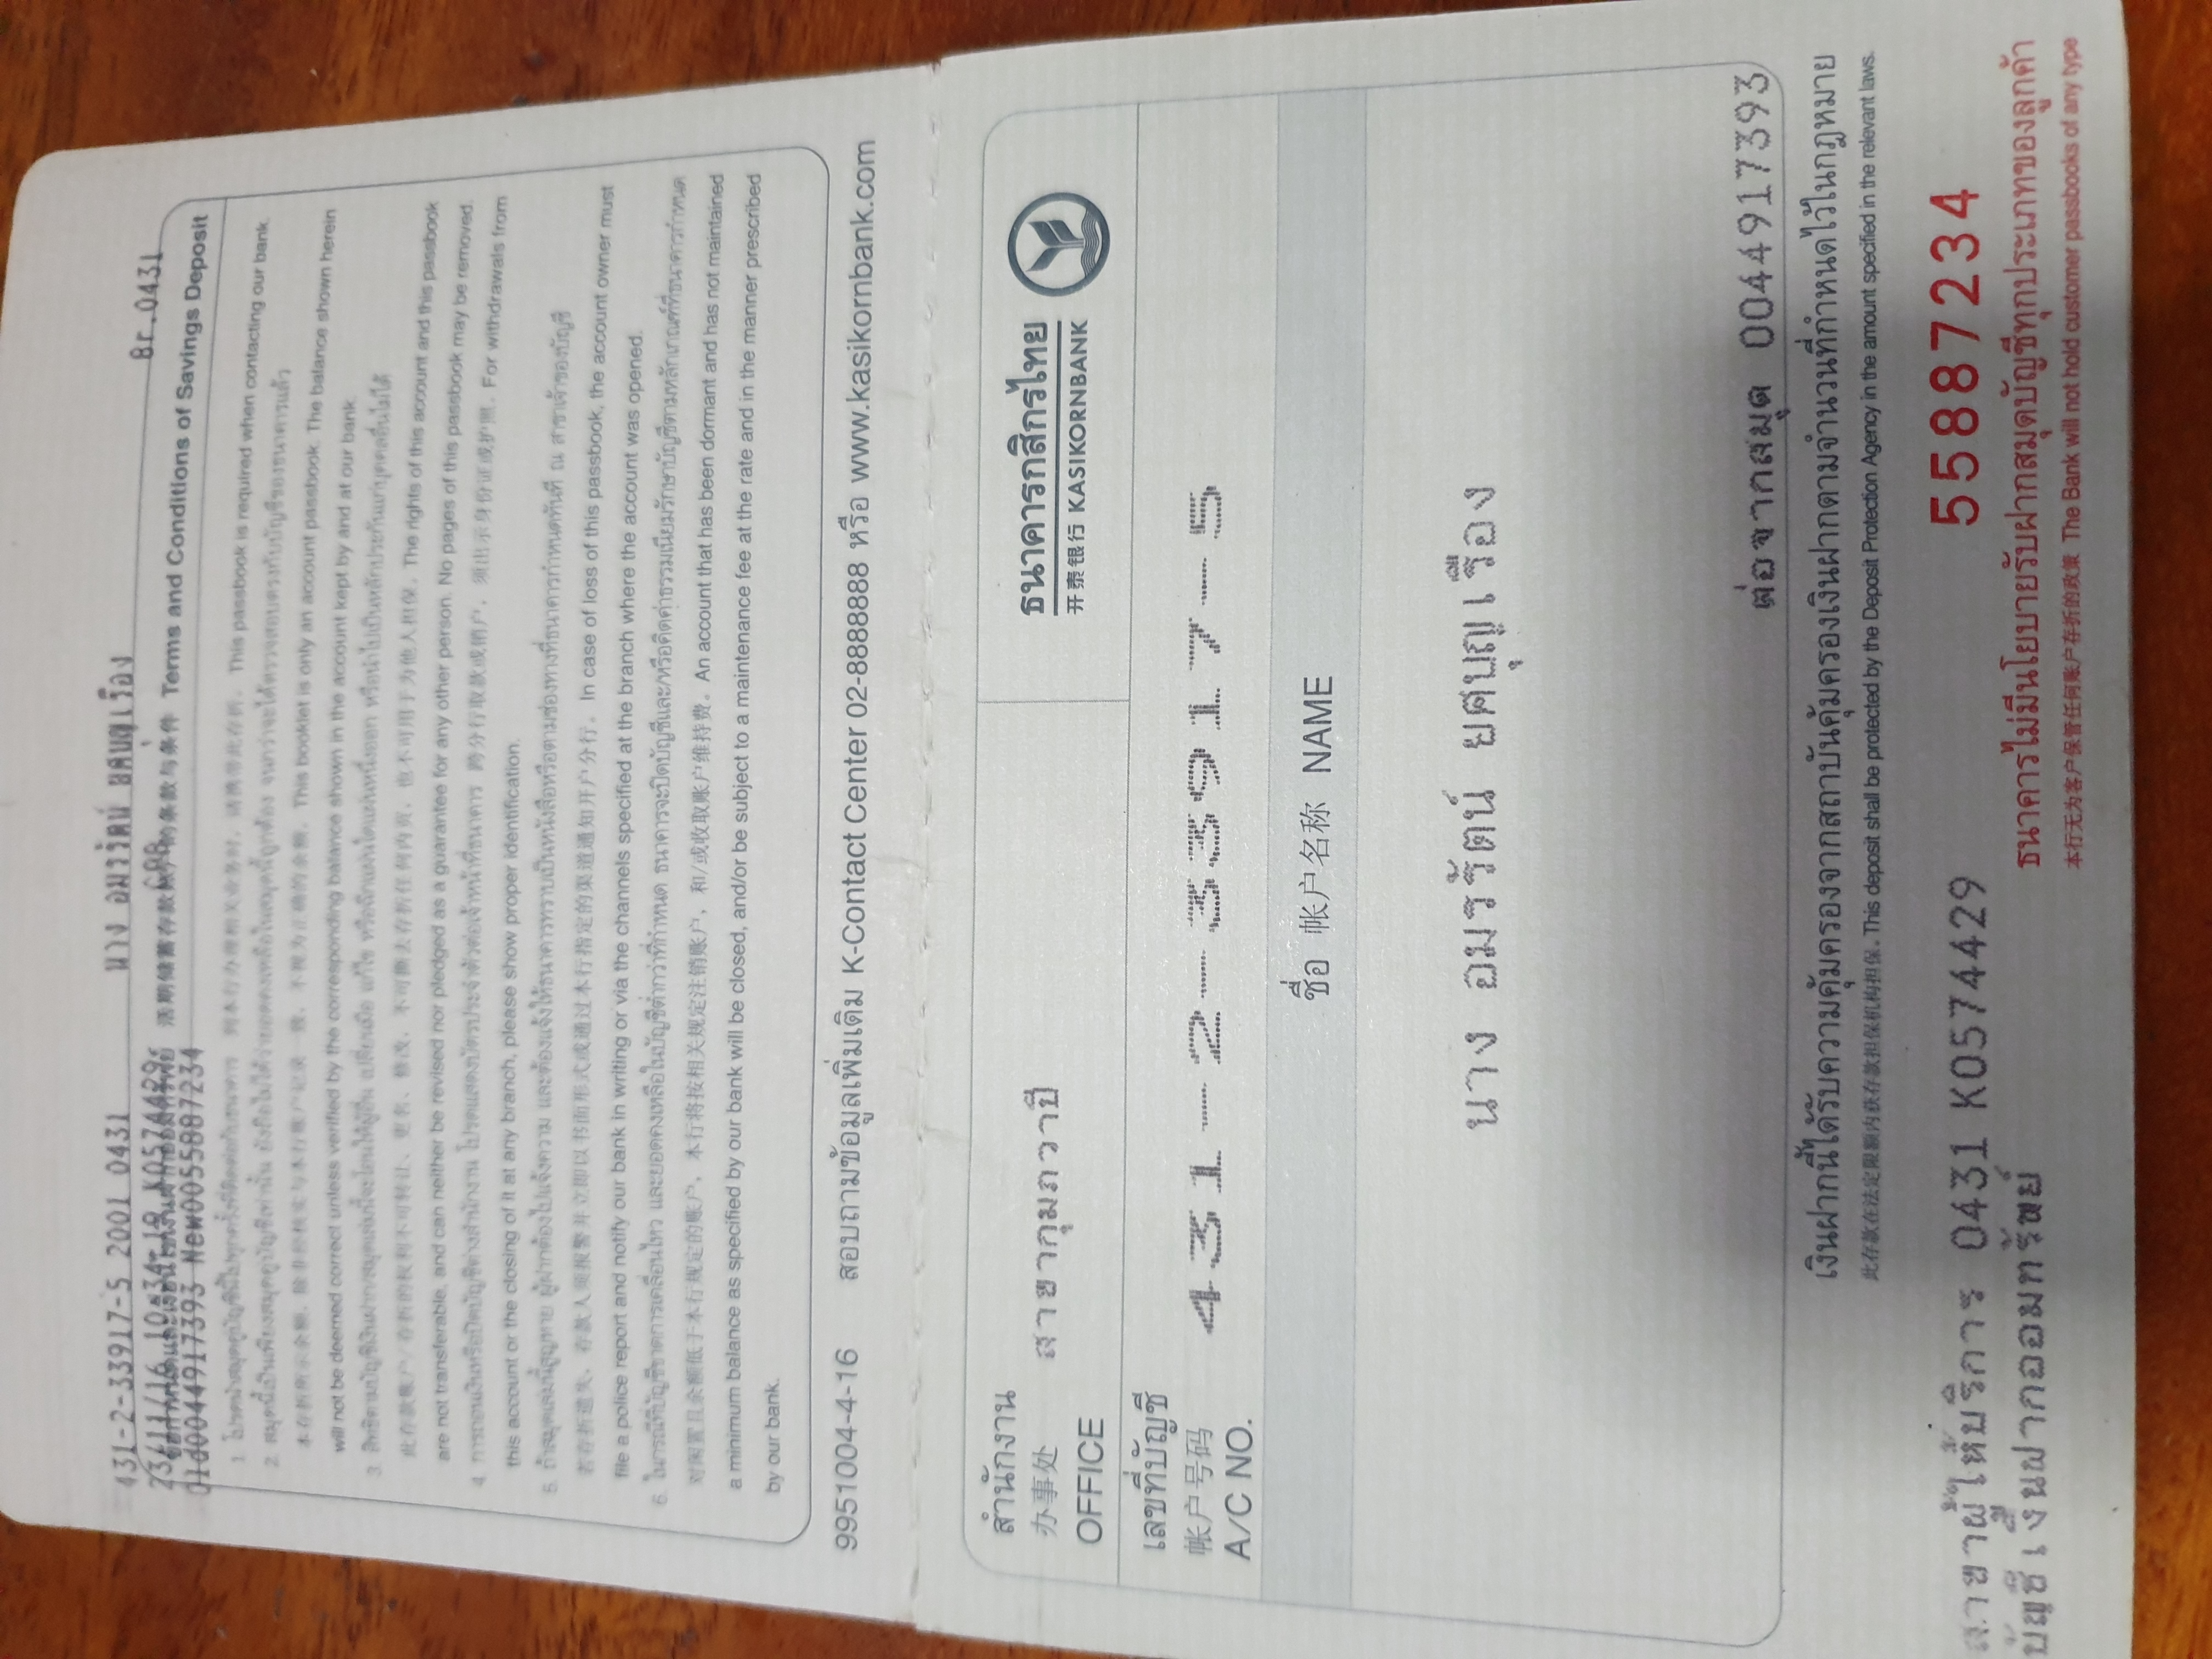 431-2-33917-5 2001 0431 นาง อมรรัตน์ ยศบุญเรือง Br.0431
23/11/16 10:34:19 K0574429
ข้อกำหนดและเงื่อนไขเงินฝากออมทรัพย์ 活期储蓄存款账户的条款与条件 Terms and Conditions of Savings Deposit
Old0044917393 New0055887234
1. โปรดนำสมุดคู่บัญชีนี้ไปทุกครั้งที่ติดต่อกับธนาคาร 到本行办理相关业务时，请携带此存折。This passbook is required when contacting our bank.
2. สมุดนี้เป็นเพียงสมุดคู่บัญชีเท่านั้น ยังถือไม่ได้ว่ายอดคงเหลือในสมุดนี้ถูกต้อง จนกว่าจะได้ตรวจสอบตรงกับบัญชีของธนาคารแล้ว
本存折所示余额，除非经核实与本行账户记录一致，不视为正确的余额。This booklet is only an account passbook. The balance shown herein
will not be deemed correct unless verified by the corresponding balance shown in the account kept by and at our bank.
3. สิทธิตามบัญชีเงินฝาก/สมุดเล่มนี้จะโอนให้ผู้อื่น เปลี่ยนมือ แก้ไข หรือฉีกแผ่นใดแผ่นหนึ่งออก หรือนำไปเป็นหลักประกันแก่บุคคลอื่นไม่ได้
此存款账户/存折的权利不可转让、更名、修改，不可撕去存折任何内页，也不可用于为他人担保。The rights of this account and this passbook
are not transferable, and can neither be revised nor pledged as a guarantee for any other person. No pages of this passbook may be removed.
4. การถอนเงินหรือปิดบัญชีต่างสำนักงาน โปรดแสดงบัตรประจำตัวต่อเจ้าหน้าที่ธนาคาร 跨分行取款或销户，须出示身份证或护照。For withdrawals from
this account or the closing of it at any branch, please show proper identification.
5. ถ้าสมุดเล่มนี้สูญหาย ผู้ฝากต้องไปแจ้งความ และต้องแจ้งให้ธนาคารทราบเป็นหนังสือหรือตามช่องทางที่ธนาคารกำหนดทันที ณ สาขาเจ้าของบัญชี
若存折遗失，存款人须报警并立即以书面形式或通过本行指定的渠道通知开户分行。In case of loss of this passbook, the account owner must
file a police report and notify our bank in writing or via the channels specified at the branch where the account was opened.
6. ในกรณีที่บัญชีขาดการเคลื่อนไหว และยอดคงเหลือในบัญชีต่ำกว่าที่กำหนด ธนาคารจะปิดบัญชีและ/หรือคิดค่าธรรมเนียมรักษาบัญชีตามหลักเกณฑ์ที่ธนาคารกำหนด
对闲置且余额低于本行规定的账户，本行将按相关规定注销账户，和/或收取账户维持费。An account that has been dormant and has not maintained
a minimum balance as specified by our bank will be closed, and/or be subject to a maintenance fee at the rate and in the manner prescribed
by our bank.
9951004-4-16 สอบถามข้อมูลเพิ่มเติม K-Contact Center 02-8888888 หรือ www.kasikornbank.com
สำนักงาน
办事处 สาขากุมภวาปี
OFFICE
ธนาคารกสิกรไทย
开泰银行 KASIKORNBANK
เลขที่บัญชี
帐户号码 431-2-33917-5
A/C NO.
ชื่อ 帐户名称 NAME
นาง อมรรัตน์ ยศบุญเรือง
ต่อจากสมุด 0044917393
เงินฝากนี้ได้รับความคุ้มครองจากสถาบันคุ้มครองเงินฝากตามจำนวนที่กำหนดไว้ในกฎหมาย
此存款在法定限额内获存款担保机构担保。This deposit shall be protected by the Deposit Protection Agency in the amount specified in the relevant laws.
สาขาผู้ให้บริการ 0431 K0574429
55887234
บัญชีเงินฝากออมทรัพย์
ธนาคารไม่มีนโยบายรับฝากสมุดบัญชีทุกประเภทของลูกค้า
本行无为客户保管任何账户存折的政策 The Bank will not hold customer passbooks of any type